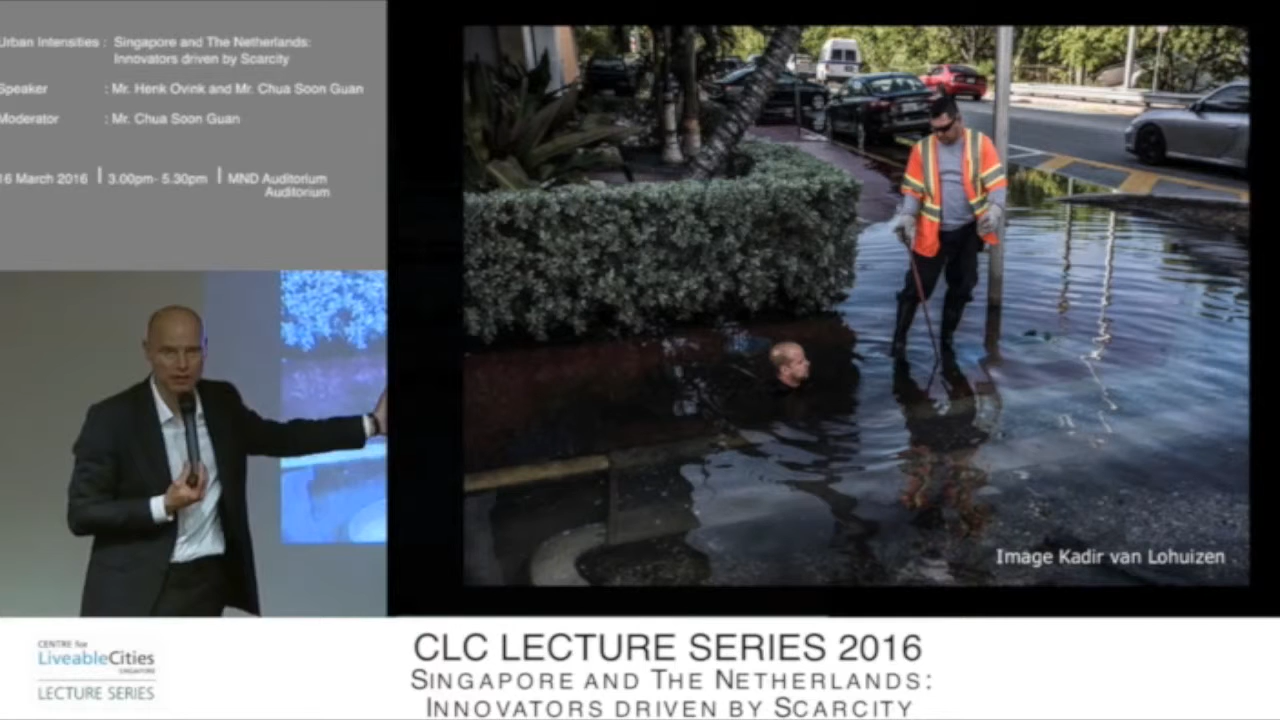 Urban Intensities : Singapore and The Netherlands:
Innovators driven by Scarcity
Speaker : Mr. Henk Ovink and Mr. Chua Soon Guan
Moderator : Mr. Chua Soon Guan
16 March 2016 | 3.00pm- 5.30pm | MND Auditorium
Auditorium
Image Kadir van Lohuizen
CENTRE for
LiveableCities
SINGAPORE
LECTURE SERIES
CLC LECTURE SERIES 2016
SINGAPORE AND THE NETHERLANDS:
INNOVATORS DRIVEN BY SCARCITY